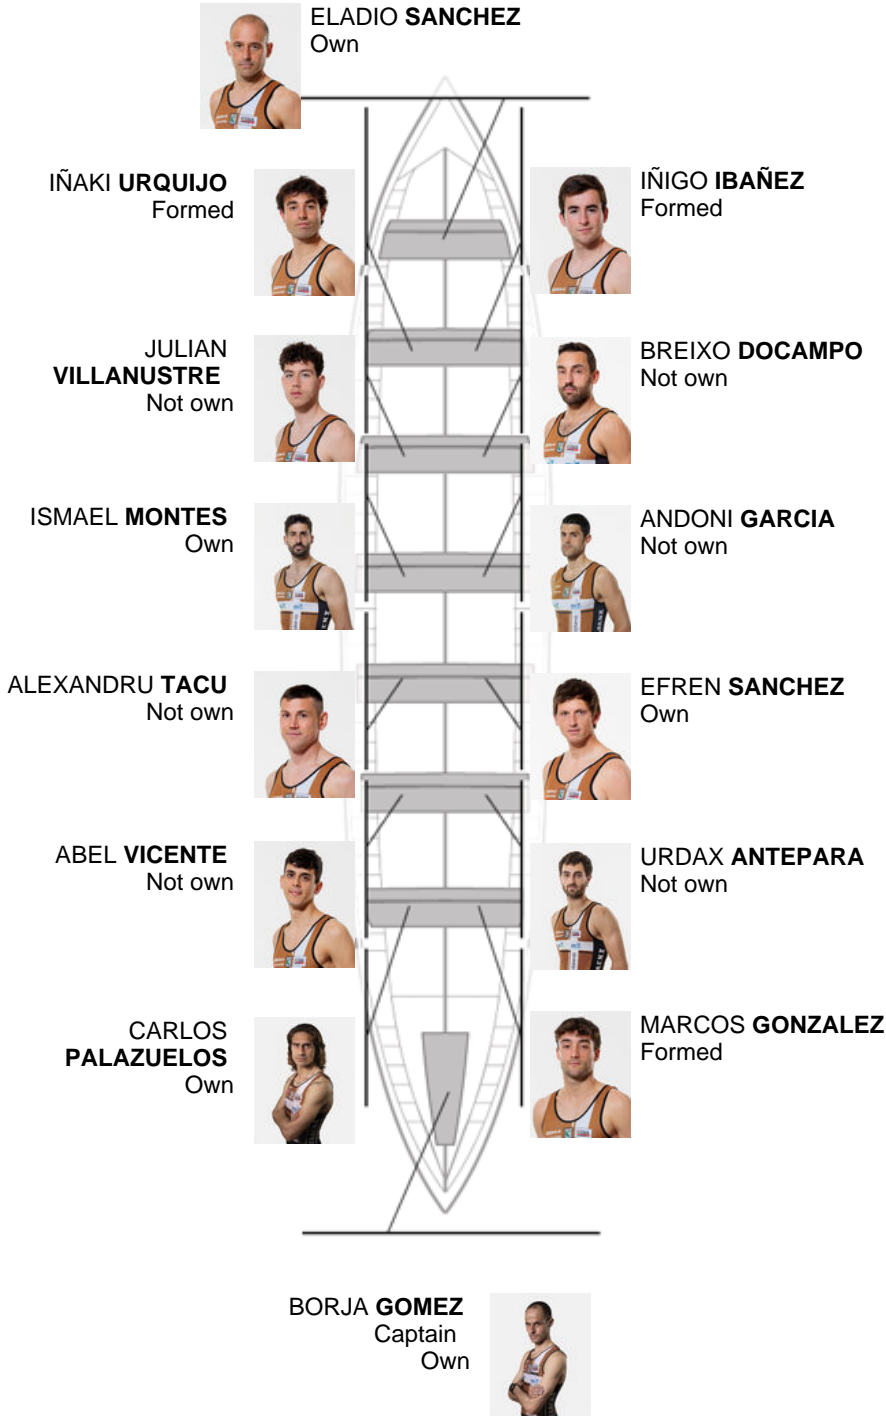 ELADIO SANCHEZ
Own
IÑAKI URQUIJO
Formed
IÑIGO IBAÑEZ
Formed
JULIAN
VILLANUSTRE
Not own
BREIXO DOCAMPO
Not own
ISMAEL MONTES
Own
ANDONI GARCIA
Not own
ALEXANDRU TACU
Not own
EFREN SANCHEZ
Own
ABEL VICENTE
Not own
URDAX ANTEPARA
Not own
CARLOS
PALAZUELOS
Own
MARCOS GONZALEZ
Formed
BORJA GOMEZ
Captain
Own